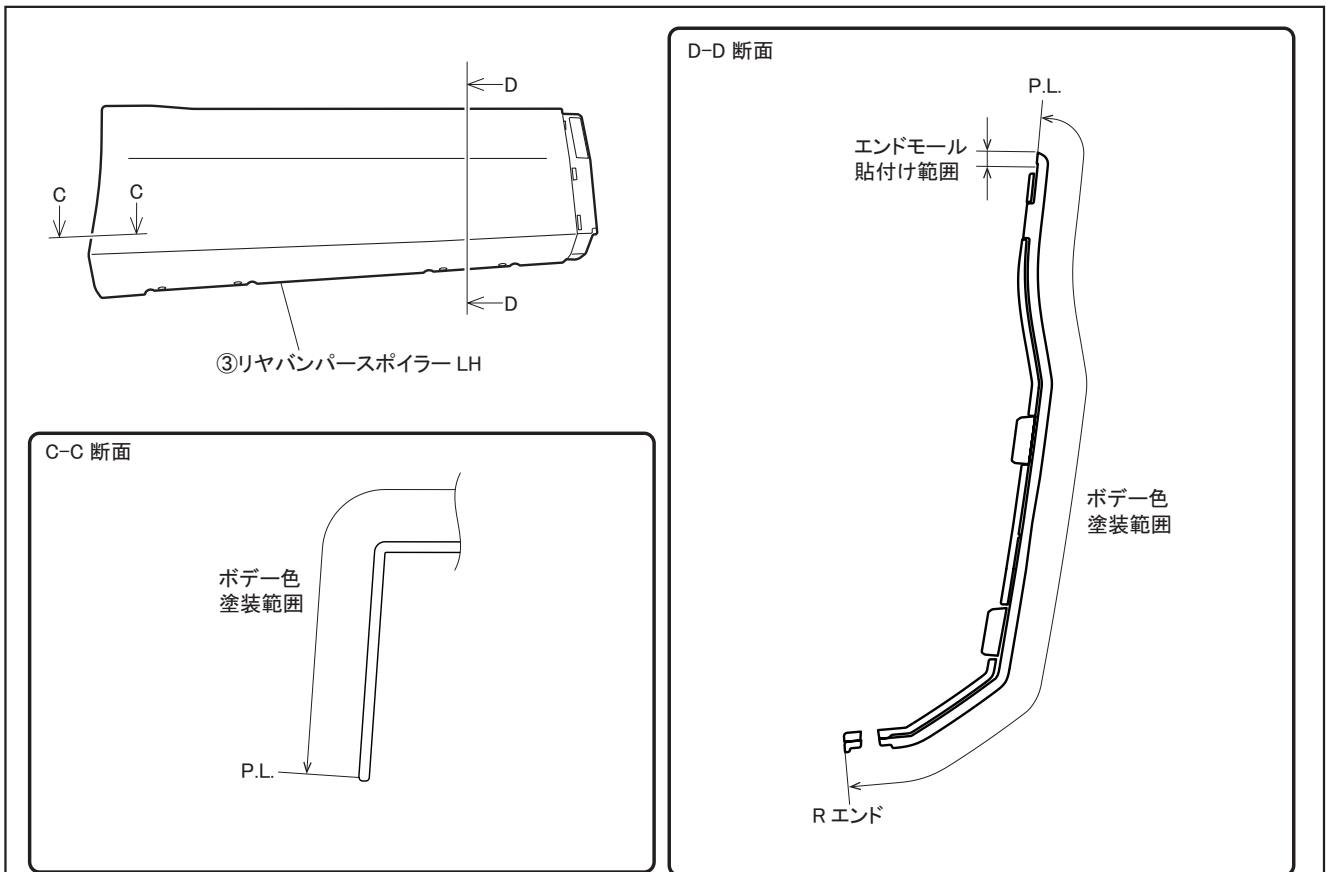 D
C
C
D
③リヤバンパースポイラー LH
C-C 断面
ボデー色
塗装範囲
P.L.
D-D 断面
P.L.
エンドモール
貼付け範囲
ボデー色
塗装範囲
R エンド